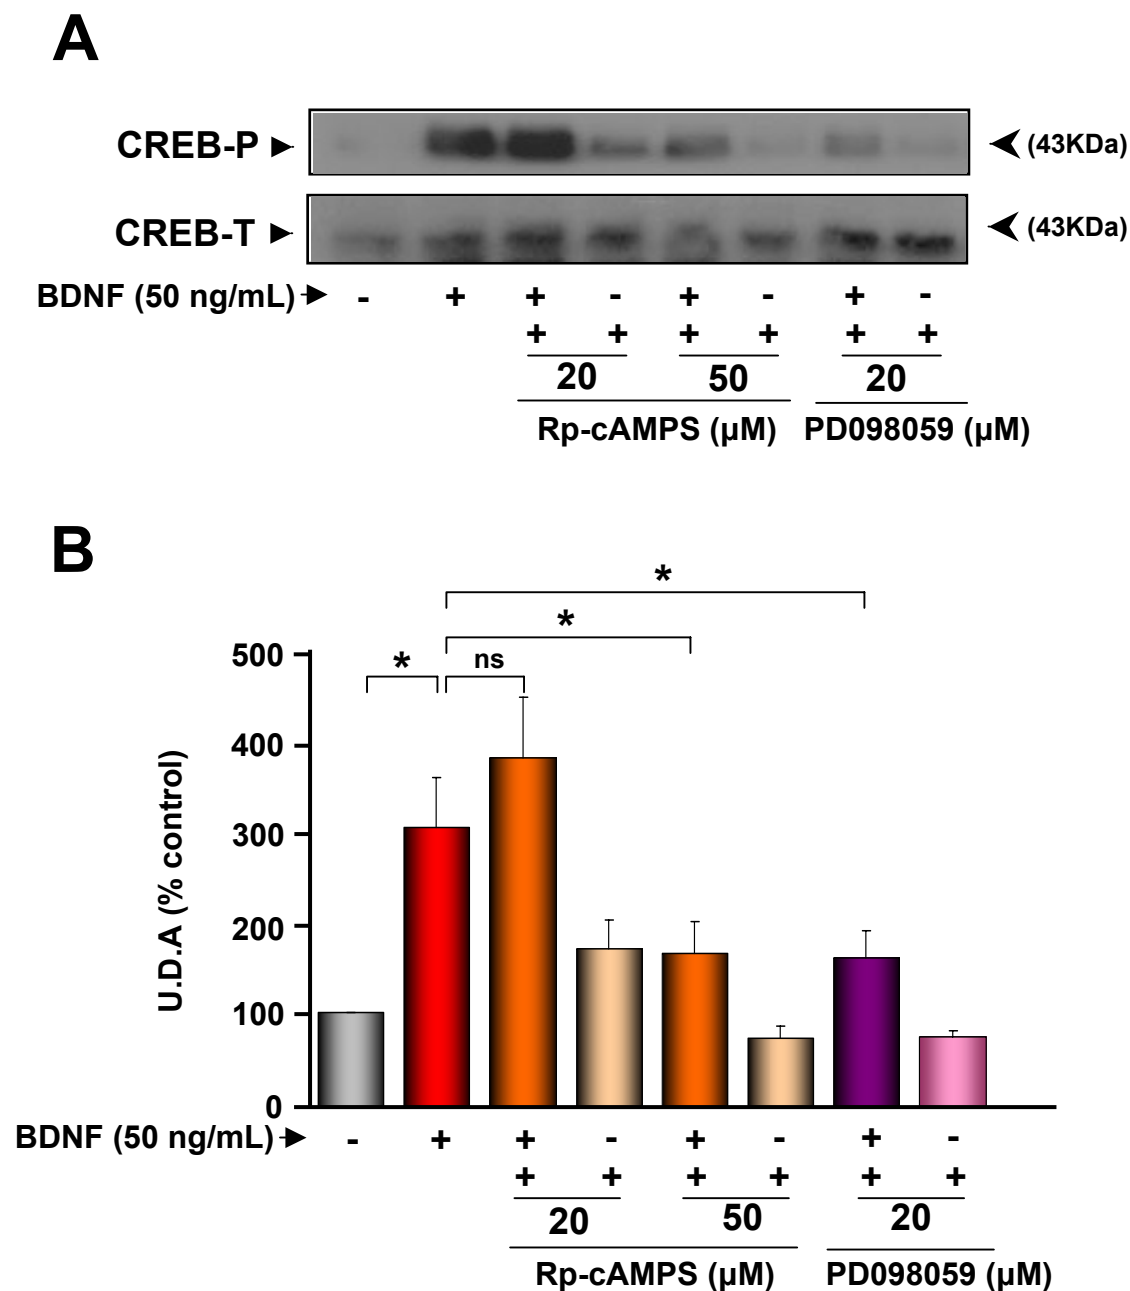 A
CREB-P (43KDa)
CREB-T (43KDa)
BDNF (50 ng/mL) - + + - + - + -
+ + + + + +
20 50 20
Rp-cAMPS (µM) PD098059 (µM)
B
*
*
* ns
500
400
300
200
100
0
U.D.A (% control)
BDNF (50 ng/mL) - + + - + - + -
+ + + + + +
20 50 20
Rp-cAMPS (µM) PD098059 (µM)